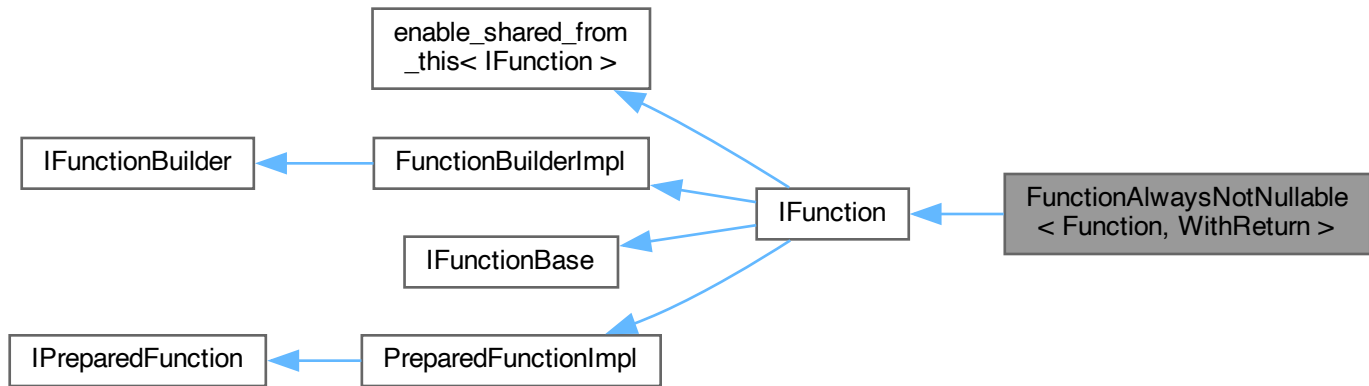 enable_shared_from
_this< IFunction >
IFunctionBuilder
FunctionBuilderImpl
IFunction
FunctionAlwaysNotNullable
< Function, WithReturn >
IFunctionBase
IPreparedFunction
PreparedFunctionImpl